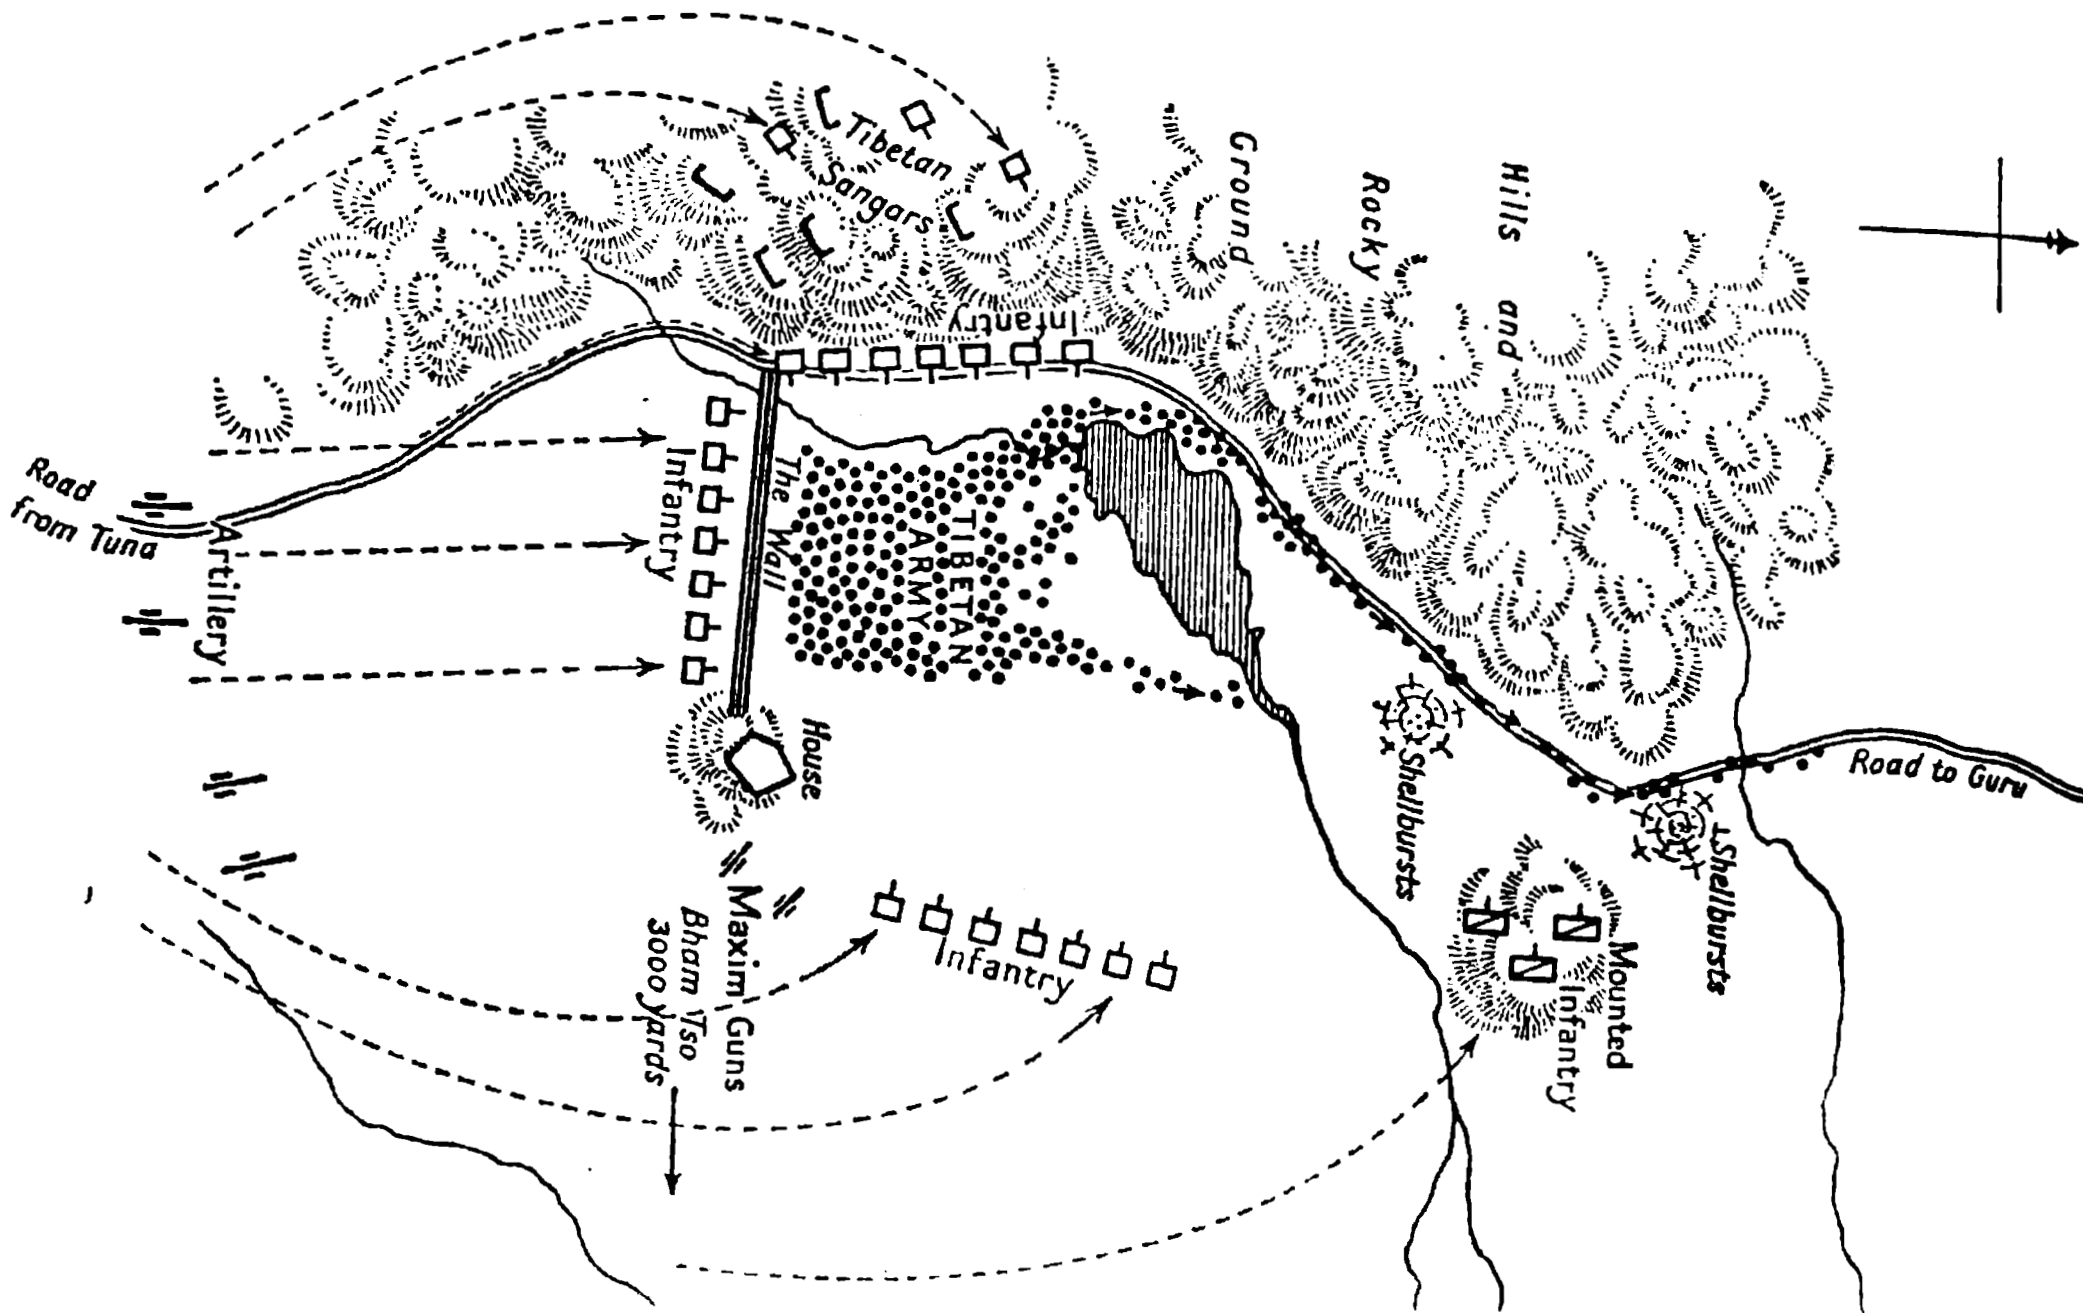 Tibetan
Sangars
Ground
Rocky
Hills and
Infantry
Road
from Tuna
Artillery
Infantry
The Wall
TIBETAN
ARMY
House
Shellbursts
Shellbursts
Road to Guru
Maxim Guns
Bham Tso
3000 yards
Infantry
Mounted
Infantry